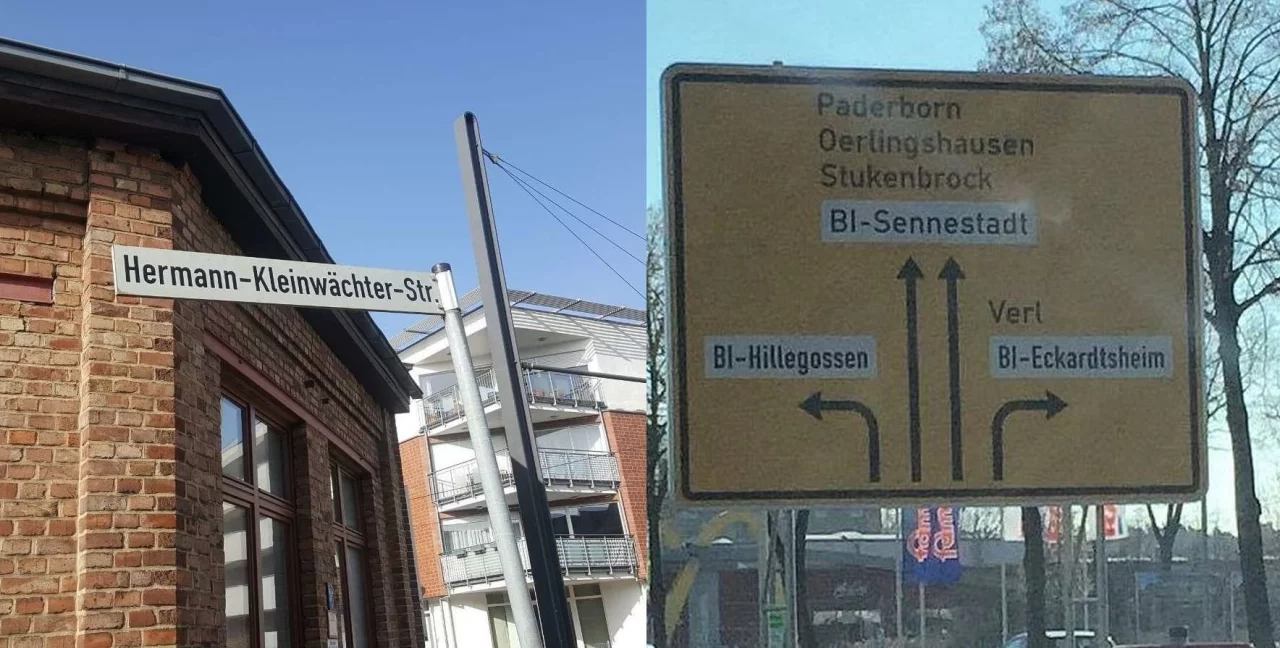 Hermann-Kleinwächter-Str.
Paderborn
Oerlingshausen
Stukenbrock
BI-Sennestadt
Verl
BI-Hillegossen
BI-Eckardtsheim